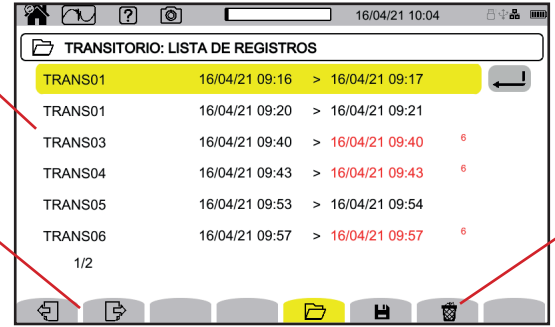 ? 16/04/21 10:04
TRANSITORIO: LISTA DE REGISTROS
TRANS01 16/04/21 09:16 > 16/04/21 09:17
TRANS01 16/04/21 09:20 > 16/04/21 09:21
TRANS03 16/04/21 09:40 > 16/04/21 09:40 6
TRANS04 16/04/21 09:43 > 16/04/21 09:43 6
TRANS05 16/04/21 09:53 > 16/04/21 09:54
TRANS06 16/04/21 09:57 > 16/04/21 09:57 6
1/2